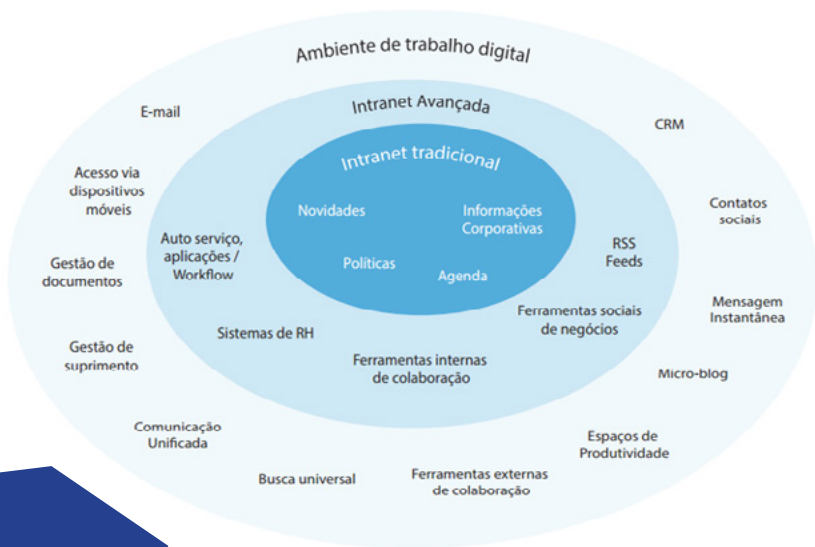 Ambiente de trabalho digital
Intranet Avançada
Intranet tradicional
Novidades
Informações
Corporativas
Políticas
Agenda
Auto serviço,
aplicações /
Workflow
RSS
Feeds
Sistemas de RH
Ferramentas sociais
de negócios
Ferramentas internas
de colaboração
E-mail
CRM
Acesso via
dispositivos
móveis
Contatos
sociais
Gestão de
documentos
Mensagem
Instantânea
Gestão de
suprimento
Micro-blog
Comunicação
Unificada
Espaços de
Produtividade
Busca universal
Ferramentas externas
de colaboração